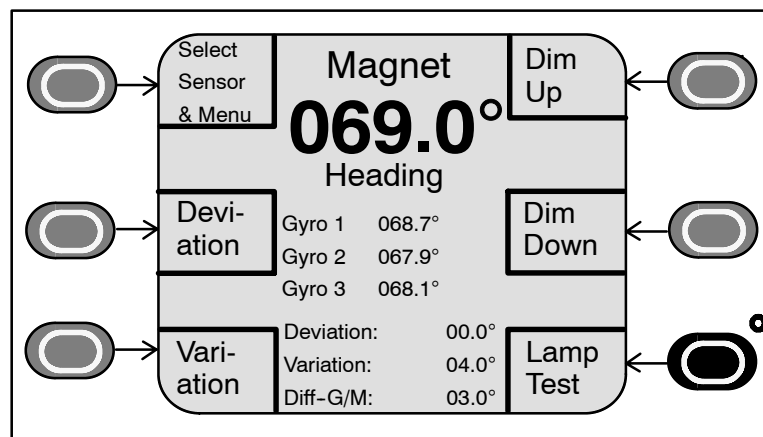 Select
Sensor
& Menu
Magnet
069.0°
Heading
Dim
Up
Devi-
ation
Gyro 1 068.7°
Gyro 2 067.9°
Gyro 3 068.1°
Dim
Down
Vari-
ation
Deviation: 00.0°
Variation: 04.0°
Diff-G/M: 03.0°
Lamp
Test